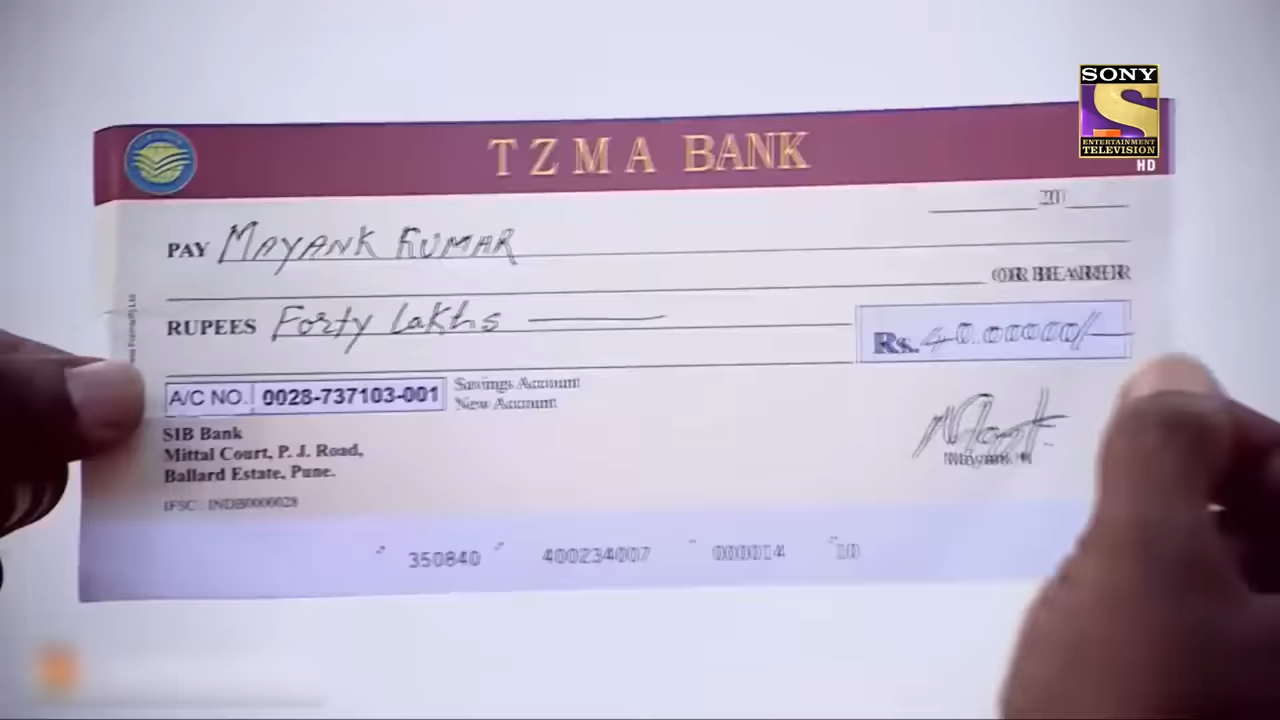 SONY
ENTERTAINMENT
TELEVISION
HD
TZMA BANK
20
PAY MAYANK KUMAR
OR BEARER
RUPEES Forty Lakhs
Rs. 40.00000/-
A/C NO. 0028-737103-001
Savings Account
New Account
SIB Bank
Mittal Court, P. J. Road,
Ballard Estate, Pune.
IFSC : INDB0000028
350840 400234007 000014 10